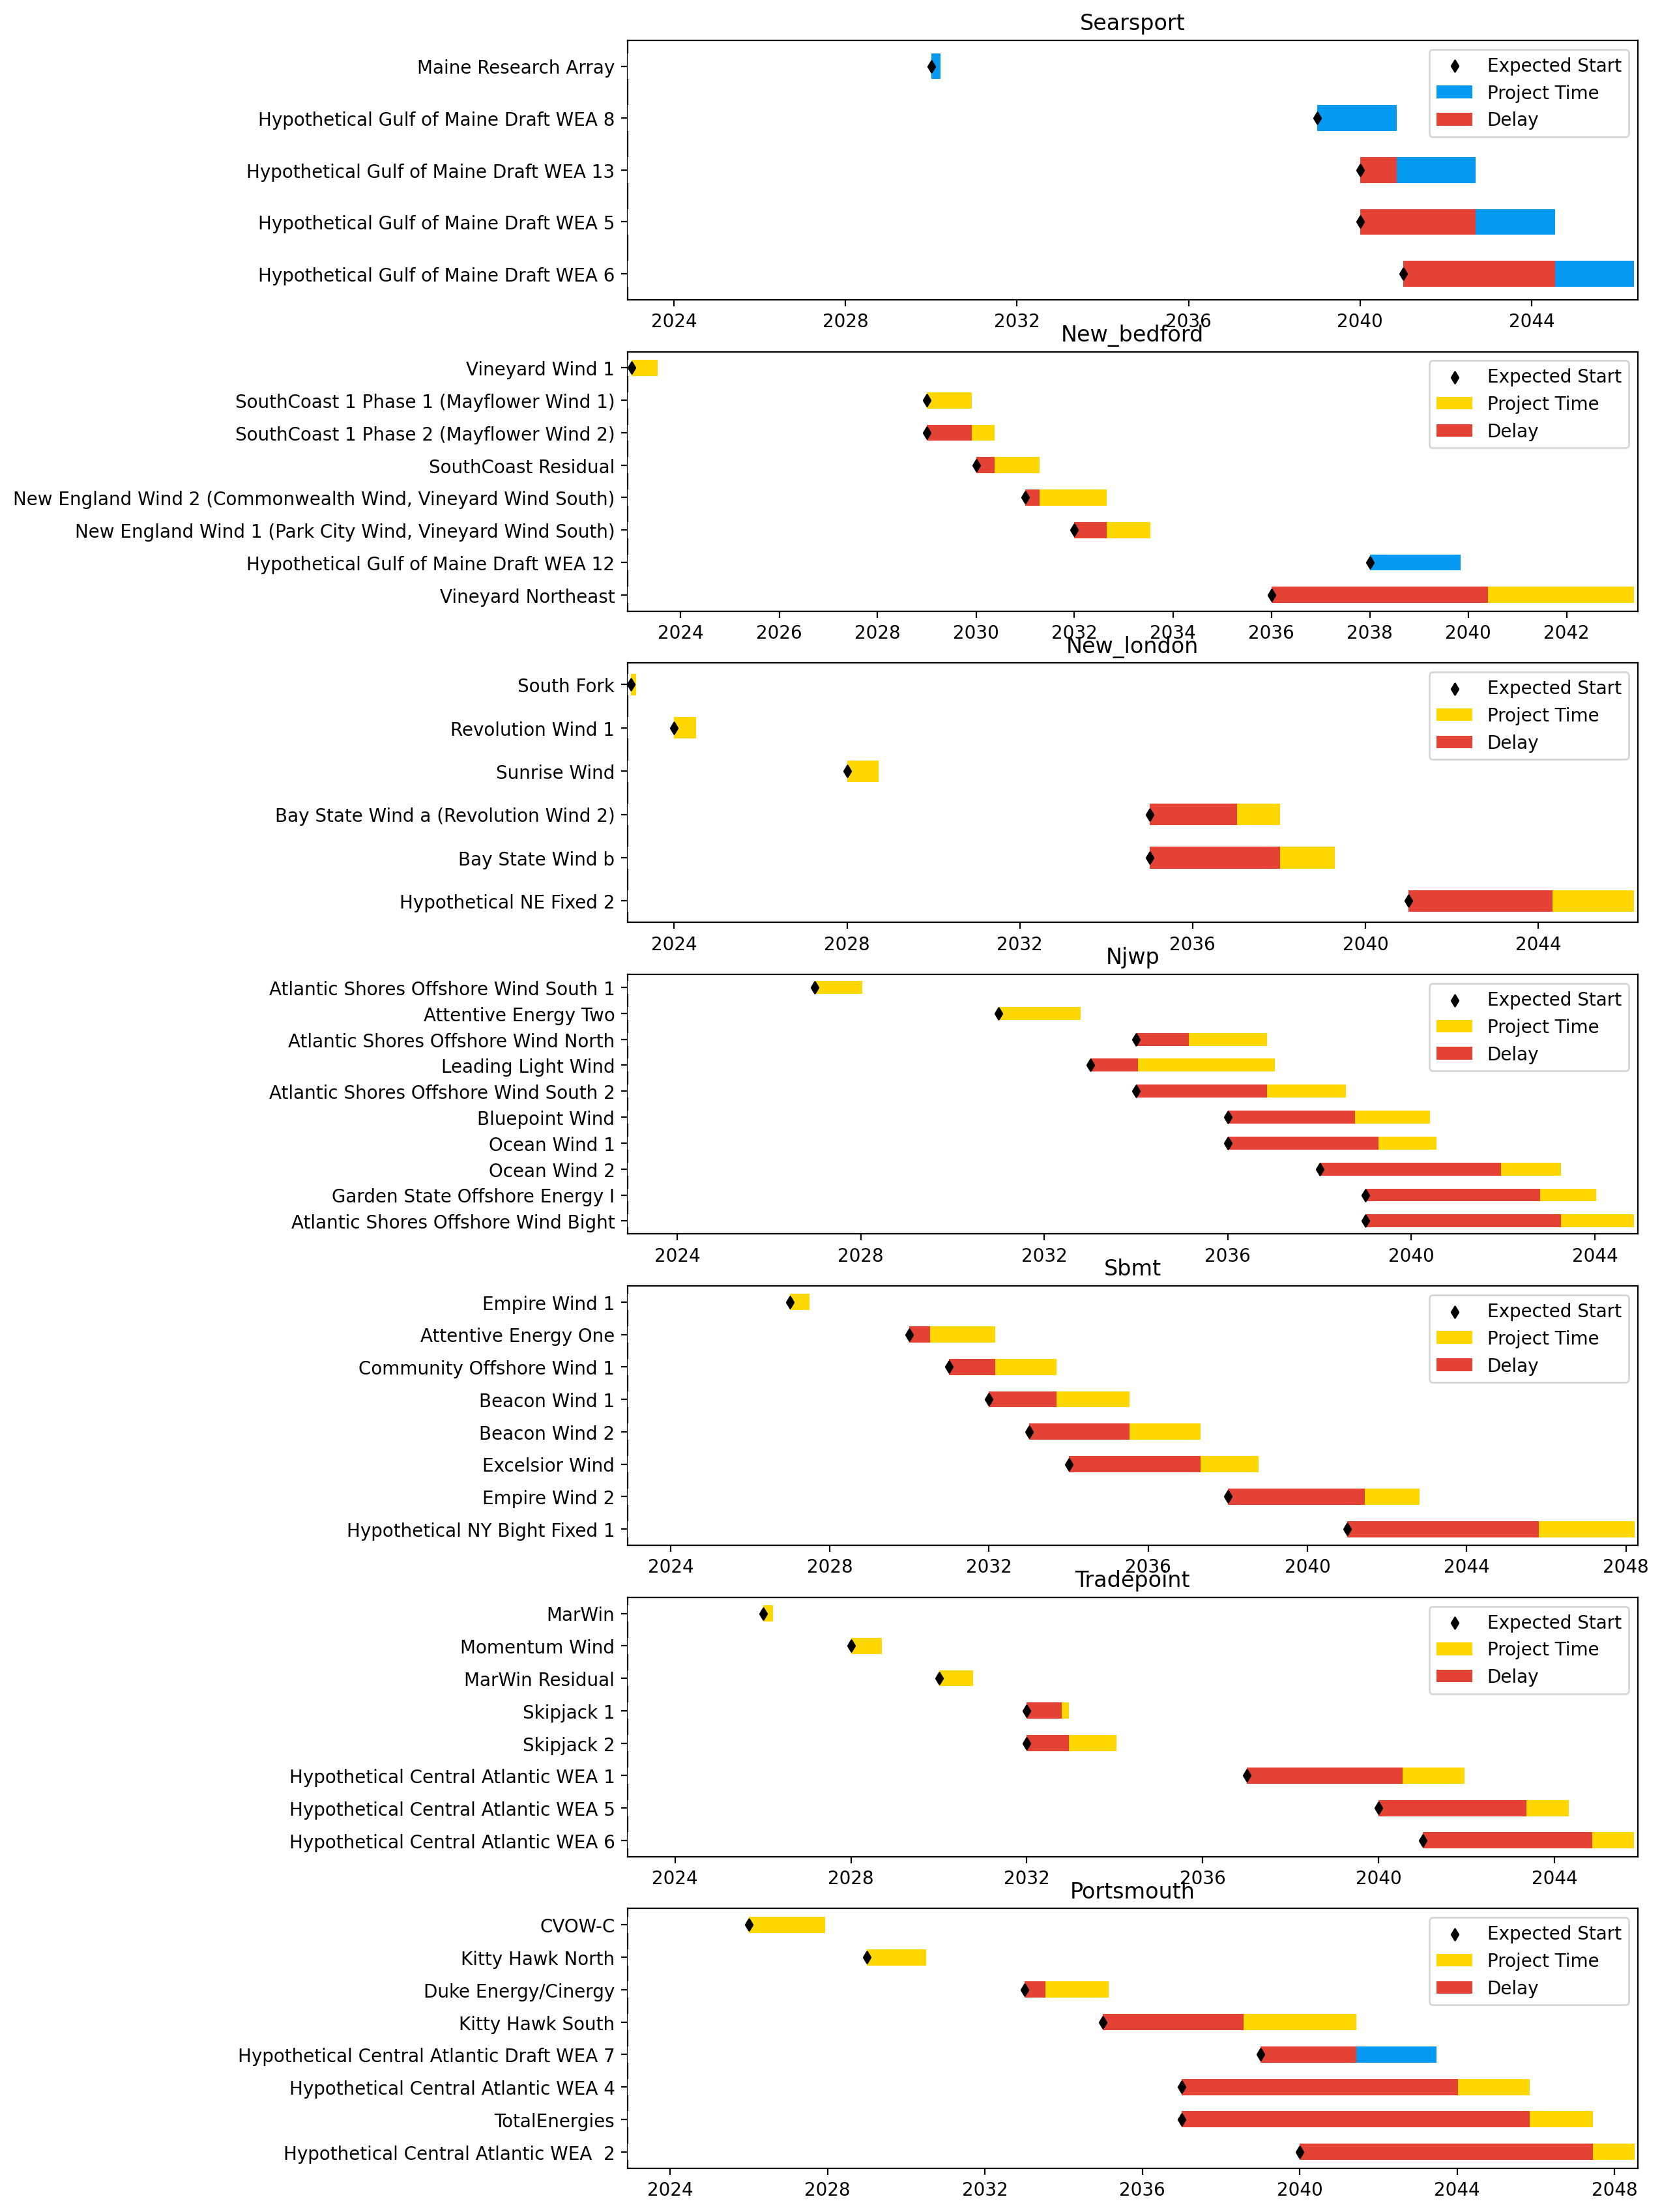 Searsport
Maine Research Array
Hypothetical Gulf of Maine Draft WEA 8
Hypothetical Gulf of Maine Draft WEA 13
Hypothetical Gulf of Maine Draft WEA 5
Hypothetical Gulf of Maine Draft WEA 6
Expected Start
Project Time
Delay
2024 2028 2032 2036 2040 2044
New_bedford
Vineyard Wind 1
SouthCoast 1 Phase 1 (Mayflower Wind 1)
SouthCoast 1 Phase 2 (Mayflower Wind 2)
SouthCoast Residual
New England Wind 2 (Commonwealth Wind, Vineyard Wind South)
New England Wind 1 (Park City Wind, Vineyard Wind South)
Hypothetical Gulf of Maine Draft WEA 12
Vineyard Northeast
Expected Start
Project Time
Delay
2024 2026 2028 2030 2032 2034 2036 2038 2040 2042
New_london
South Fork
Revolution Wind 1
Sunrise Wind
Bay State Wind a (Revolution Wind 2)
Bay State Wind b
Hypothetical NE Fixed 2
Expected Start
Project Time
Delay
2024 2028 2032 2036 2040 2044
Njwp
Atlantic Shores Offshore Wind South 1
Attentive Energy Two
Atlantic Shores Offshore Wind North
Leading Light Wind
Atlantic Shores Offshore Wind South 2
Bluepoint Wind
Ocean Wind 1
Ocean Wind 2
Garden State Offshore Energy I
Atlantic Shores Offshore Wind Bight
Expected Start
Project Time
Delay
2024 2028 2032 2036 2040 2044
Sbmt
Empire Wind 1
Attentive Energy One
Community Offshore Wind 1
Beacon Wind 1
Beacon Wind 2
Excelsior Wind
Empire Wind 2
Hypothetical NY Bight Fixed 1
Expected Start
Project Time
Delay
2024 2028 2032 2036 2040 2044 2048
Tradepoint
MarWin
Momentum Wind
MarWin Residual
Skipjack 1
Skipjack 2
Hypothetical Central Atlantic WEA 1
Hypothetical Central Atlantic WEA 5
Hypothetical Central Atlantic WEA 6
Expected Start
Project Time
Delay
2024 2028 2032 2036 2040 2044
Portsmouth
CVOW-C
Kitty Hawk North
Duke Energy/Cinergy
Kitty Hawk South
Hypothetical Central Atlantic Draft WEA 7
Hypothetical Central Atlantic WEA 4
TotalEnergies
Hypothetical Central Atlantic WEA  2
Expected Start
Project Time
Delay
2024 2028 2032 2036 2040 2044 2048